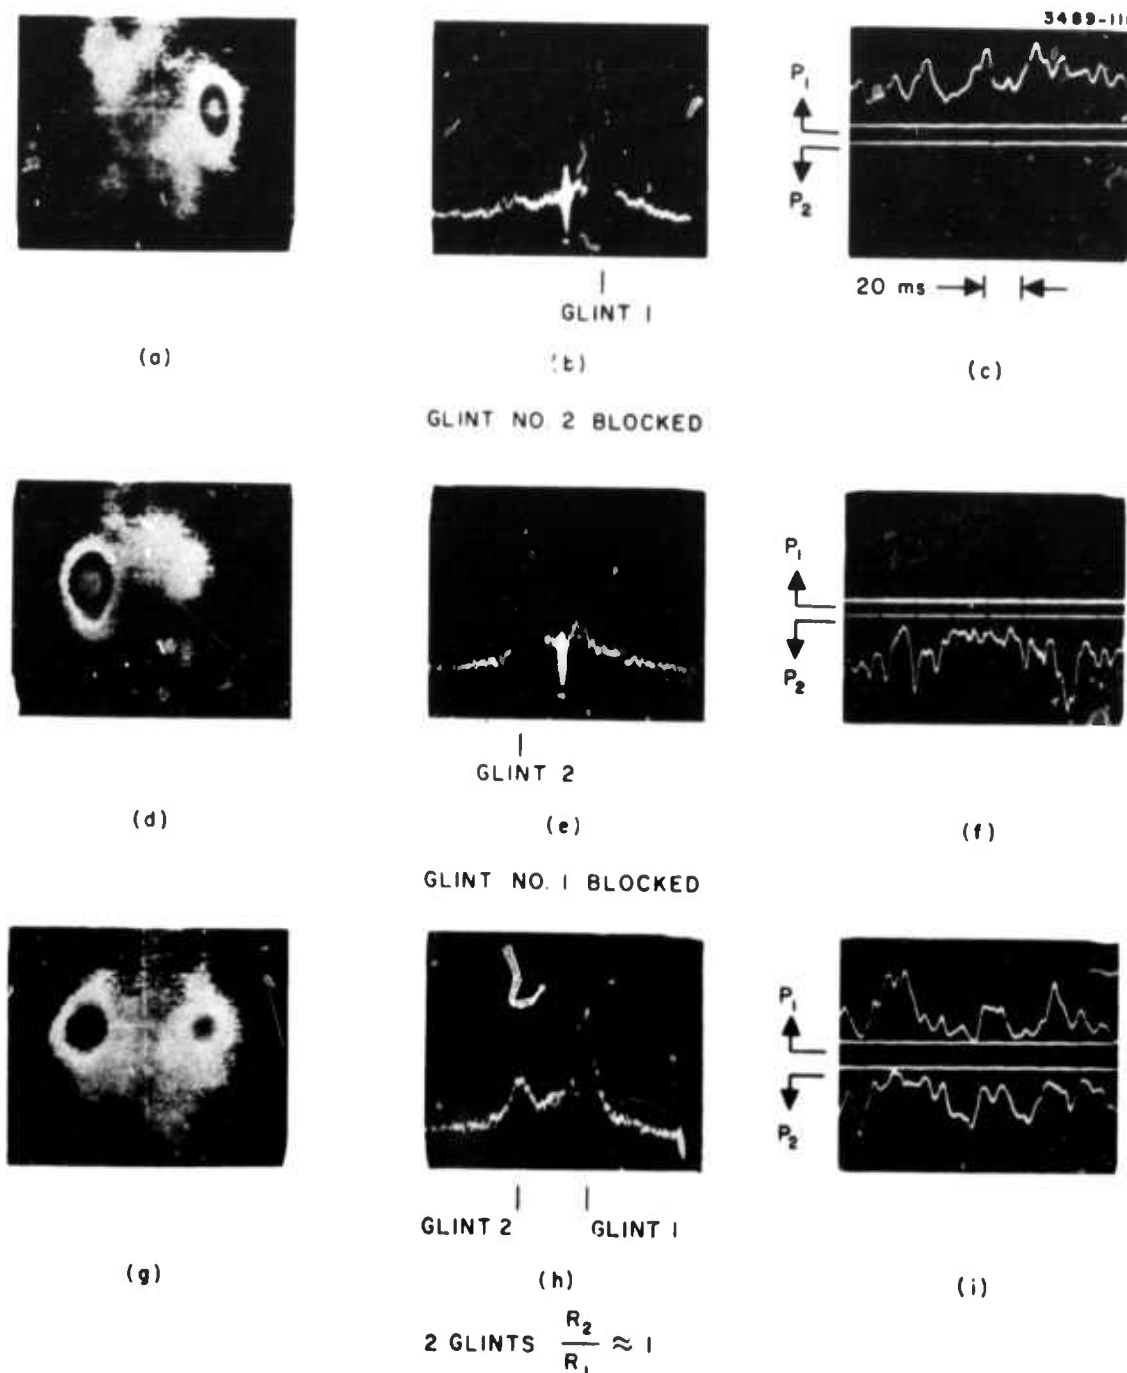 3489-11
P₁
P₂
20 ms
GLINT 1
(a)
(b)
(c)
GLINT NO. 2 BLOCKED
P₁
P₂
GLINT 2
(d)
(e)
(f)
GLINT NO. 1 BLOCKED
P₁
P₂
GLINT 2
GLINT 1
(g)
(h)
(i)
2 GLINTS R₂/R₁ ≈ 1